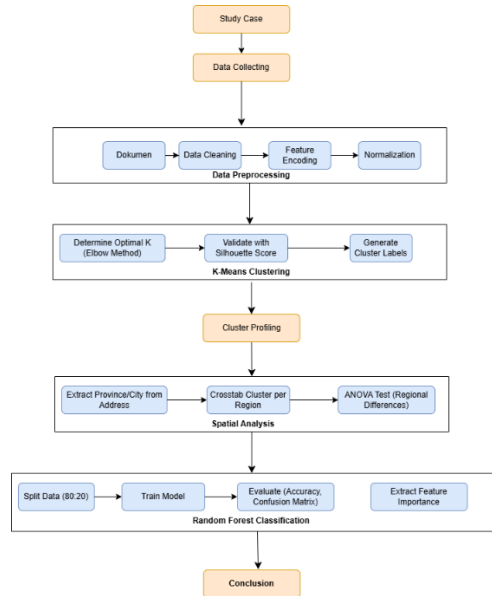 Study Case
Data Collecting
Dokumen
Data Cleaning
Feature
Encoding
Normalization
Data Preprocessing
Determine Optimal K
(Elbow Method)
Validate with
Silhouette Score
Generate
Cluster Labels
K-Means Clustering
Cluster Profiling
Extract Province/City from
Address
Crosstab Cluster per
Region
ANOVA Test (Regional
Differences)
Spatial Analysis
Split Data (80:20)
Train Model
Evaluate (Accuracy,
Confusion Matrix)
Extract Feature
Importance
Random Forest Classification
Conclusion